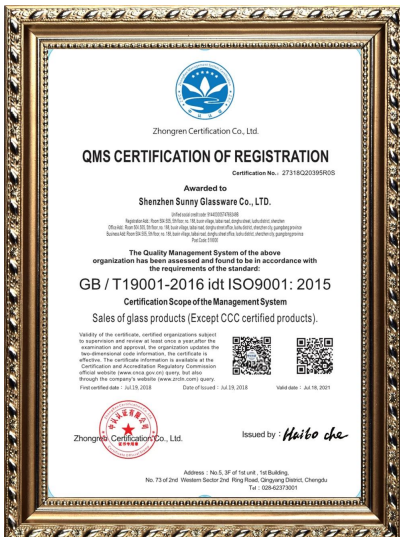 Zhongren Certification Co., Ltd.
QMS CERTIFICATION OF REGISTRATION
Certification No.: 27318Q20395R0S
Awarded to
Shenzhen Sunny Glassware Co., LTD.
The Quality Management System of the above
organization has been assessed and found to be in accordance with
the requirements of the standard:
GB / T19001-2016 idt ISO9001: 2015
Certification Scope of the Management System
Sales of glass products (Except CCC certified products).
Validity of the certificate, certified organizations subject
to supervision and review at least once a year,after the
examination and approval, the organization updates the
two-dimensional code information, the certificate is
effective. The certificate information is available at the
Certification and Accreditation Regulatory Commission
official website (www.cnca.gov.cn) query, but also
through the company's website (www.zrcln.com) query.
First certified date : Jul.19, 2018 Date of Issued : Jul.19, 2018 Valid date : Jul 18, 2021
Zhongren Certification Co., Ltd.
Issued by : Haibo che
Address : No.5, 3F of 1st unit , 1st Building,
No. 73 of 2nd Western Sector 2nd Ring Road, Qingyang District, Chengdu
Tel : 028-62373001